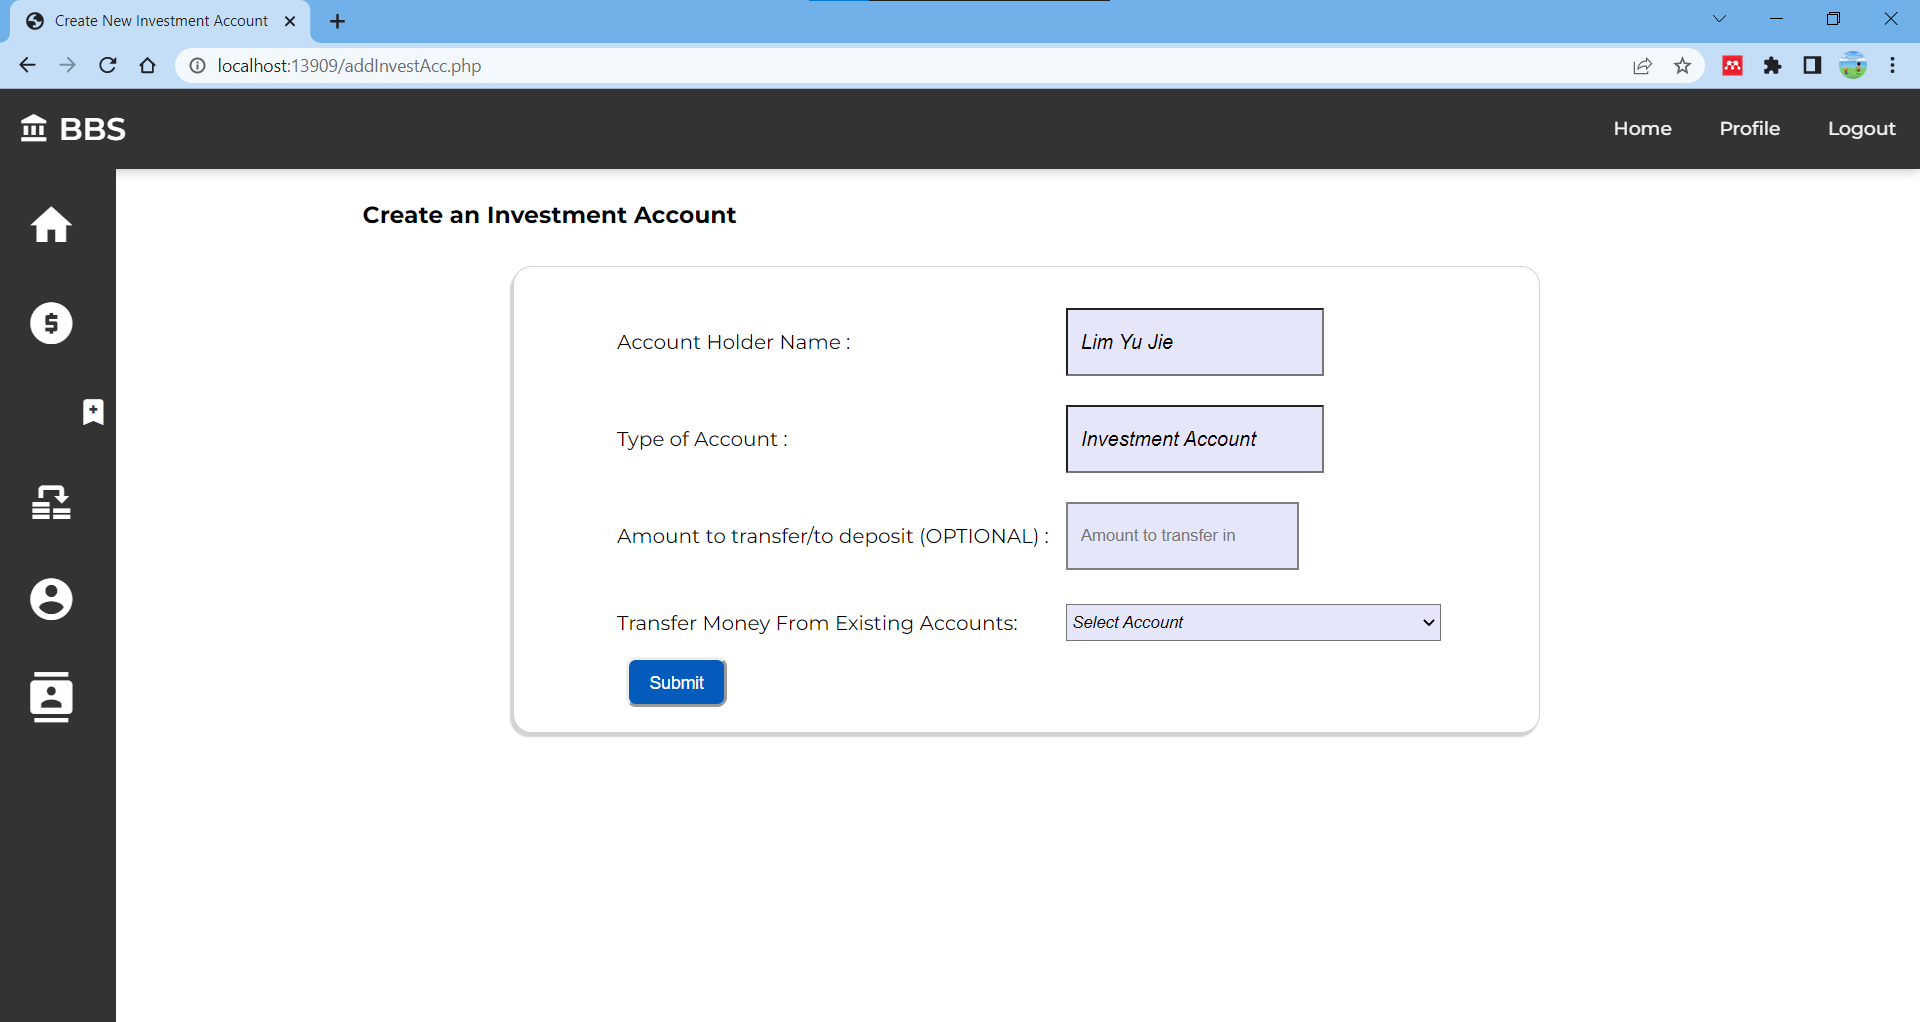 Create New Investment Account
localhost:13909/addInvestAcc.php
BBS
Home
Profile
Logout
Create an Investment Account
Account Holder Name :
Lim Yu Jie
Type of Account :
Investment Account
Amount to transfer/to deposit (OPTIONAL) :
Amount to transfer in
Transfer Money From Existing Accounts:
Select Account
Submit